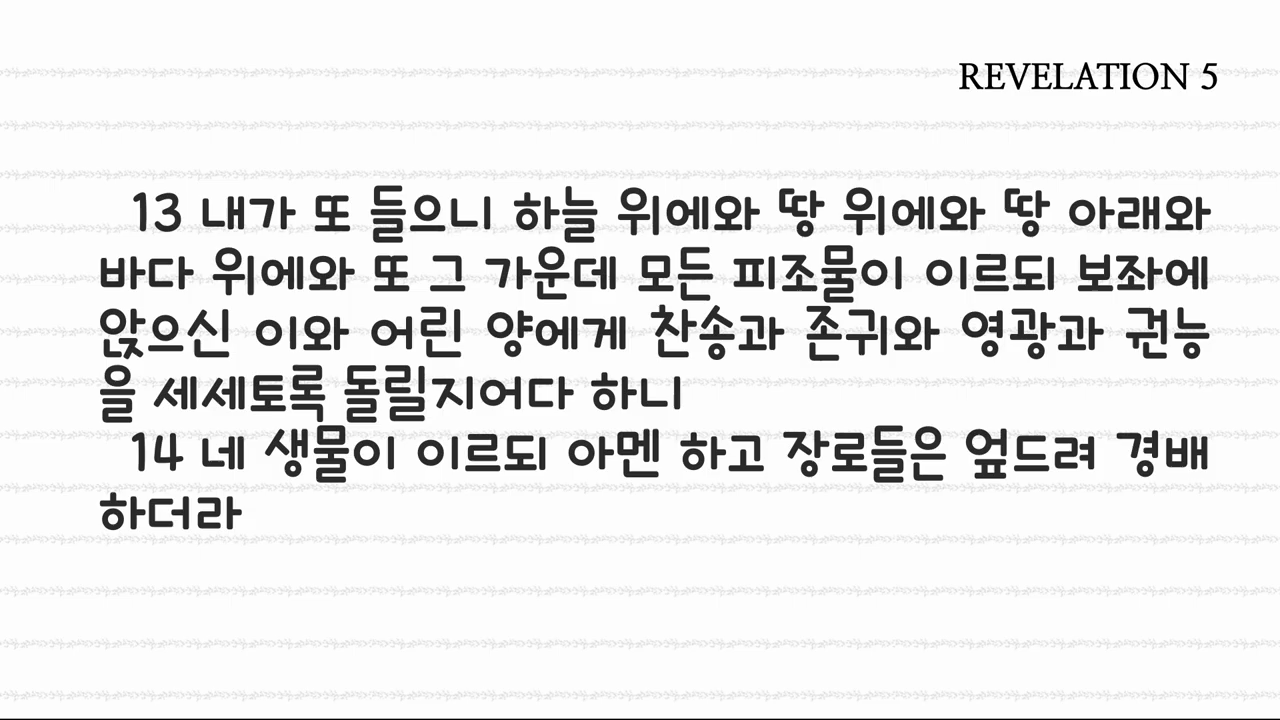 REVELATION 5
13 내가 또 들으니 하늘 위에와 땅 위에와 땅 아래와
바다 위에와 또 그 가운데 모든 피조물이 이르되 보좌에
앉으신 이와 어린 양에게 찬송과 존귀와 영광과 권능
을 세세토록 돌릴지어다 하니
14 네 생물이 이르되 아멘 하고 장로들은 엎드려 경배
하더라